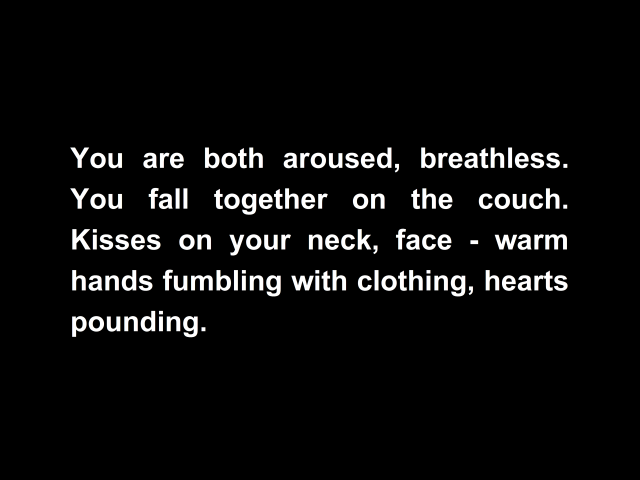 You are both aroused, breathless.
You fall together on the couch.
Kisses on your neck, face - warm
hands fumbling with clothing, hearts
pounding.